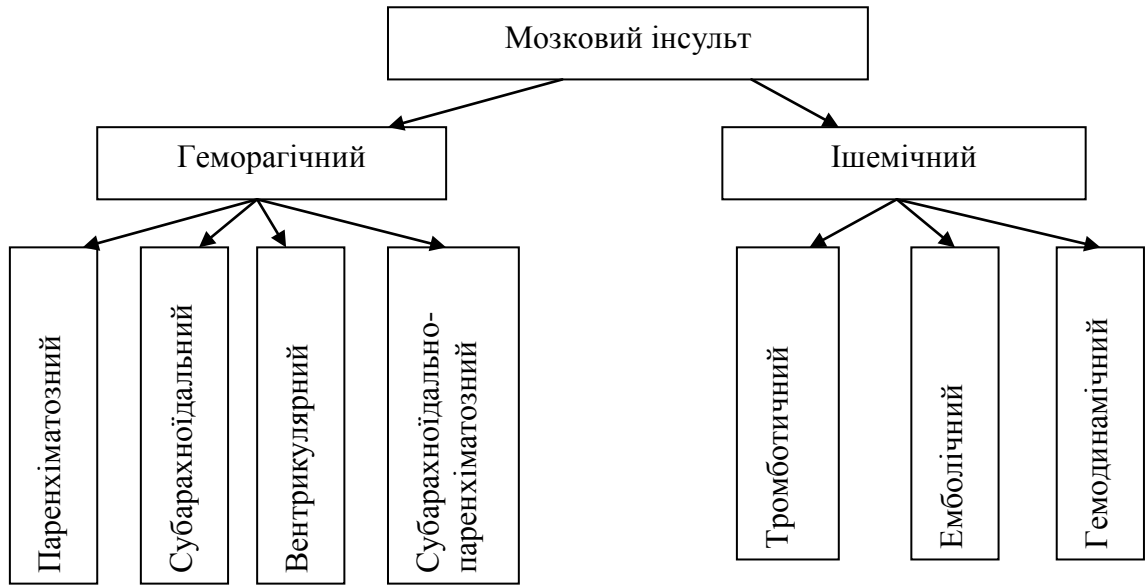 Мозковий інсульт
Геморагічний
Ішемічний
Паренхіматозний
Субарахноїдальний
Вентрикулярний
Субарахноїдально-
паренхіматозний
Тромботичний
Емболічний
Гемодинамічний